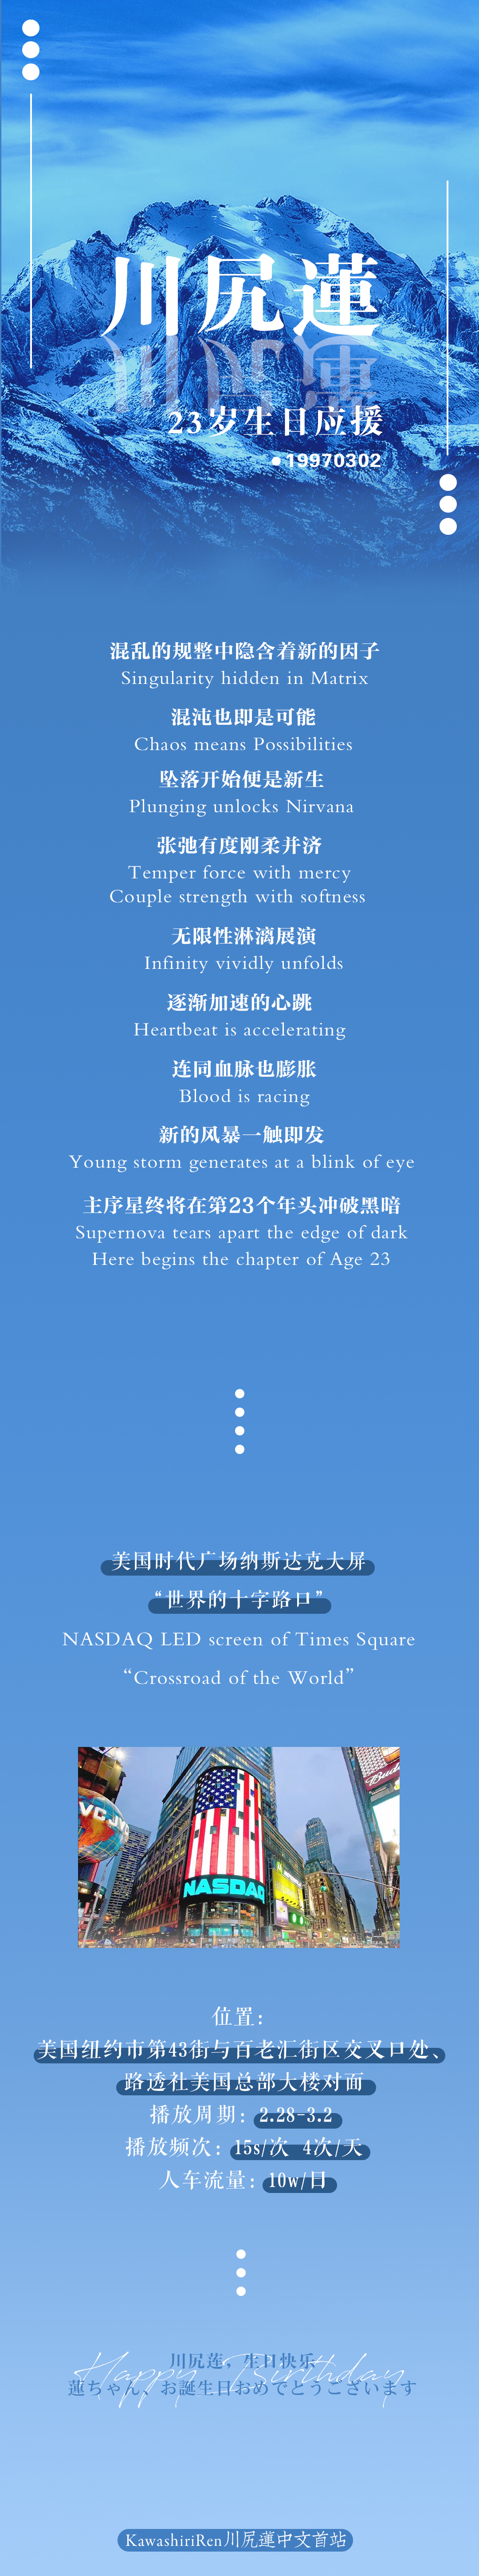 川尻蓮
23岁生日应援
19970302
混乱的规整中隐含着新的因子
Singularity hidden in Matrix
混沌也即是可能
Chaos means Possibilities
坠落开始便是新生
Plunging unlocks Nirvana
张弛有度刚柔并济
Temper force with mercy
Couple strength with softness
无限性淋漓展演
Infinity vividly unfolds
逐渐加速的心跳
Heartbeat is accelerating
连同血脉也膨胀
Blood is racing
新的风暴一触即发
Young storm generates at a blink of eye
主序星终将在第23个年头冲破黑暗
Supernova tears apart the edge of dark
Here begins the chapter of Age 23
美国时代广场纳斯达克大屏
“世界的十字路口”
NASDAQ LED screen of Times Square
“Crossroad of the World”
NASDAQ
位置：
美国纽约市第43街与百老汇街区交叉口处、
路透社美国总部大楼对面
播放周期：2.28-3.2
播放频次：15s/次 4次/天
人车流量：10w/日
川尻莲，生日快乐
Happy Birthday
蓮ちゃん、お誕生日おめでとうございます
KawashiriRen川尻蓮中文首站